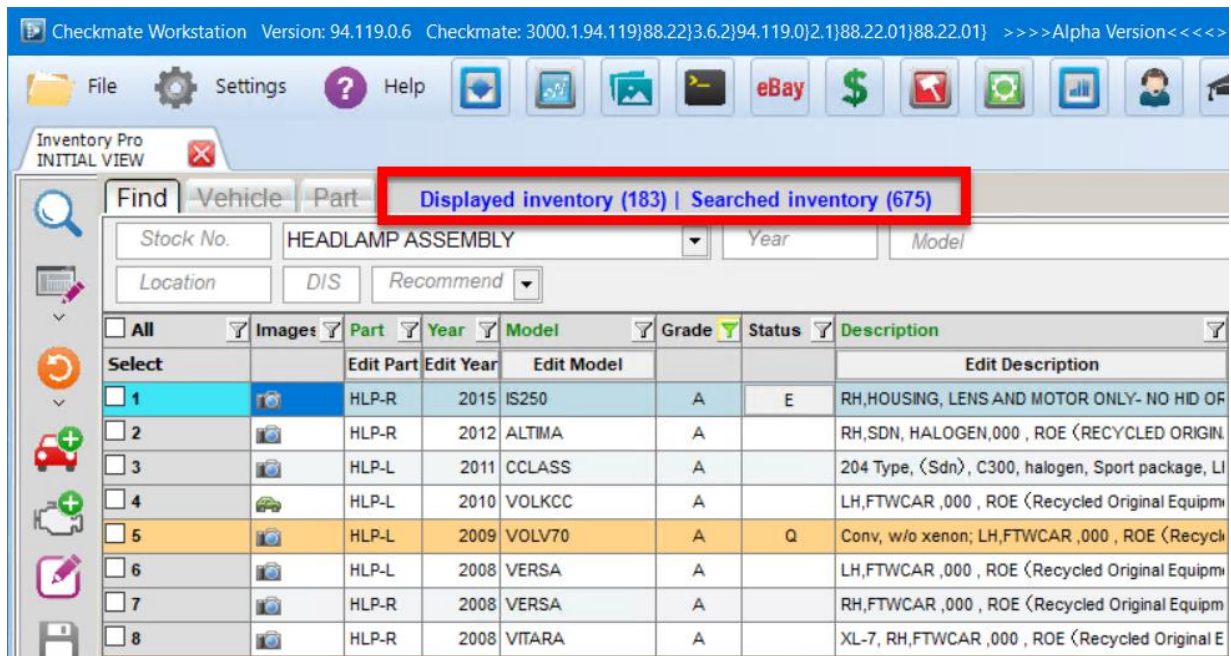 Checkmate Workstation Version: 94.119.0.6 Checkmate: 3000.1.94.119}88.22}3.6.2}94.119.0}2.1}88.22.01}88.22.01} >>>>Alpha Version<<<<>
File Settings ? Help >_ eBay $
Inventory Pro
INITIAL VIEW
Find Vehicle Part Displayed inventory (183) | Searched inventory (675)
Stock No. HEADLAMP ASSEMBLY Year Model
Location DIS Recommend
All Images Part Year Model Grade Status Description
Select Edit Part Edit Year Edit Model Edit Description
1 HLP-R 2015 IS250 A E RH,HOUSING, LENS AND MOTOR ONLY- NO HID OR
2 HLP-R 2012 ALTIMA A RH,SDN, HALOGEN,000 , ROE (RECYCLED ORIGIN
3 HLP-L 2011 CCLASS A 204 Type, (Sdn), C300, halogen, Sport package,
4 HLP-L 2010 VOLKCC A LH,FTWCAR ,000 , ROE (Recycled Original Equipm
5 HLP-L 2009 VOLV70 A Q Conv, w/o xenon; LH,FTWCAR ,000 , ROE (Recycl
6 HLP-L 2008 VERSA A LH,FTWCAR ,000 , ROE (Recycled Original Equipm
7 HLP-R 2008 VERSA A RH,FTWCAR ,000 , ROE (Recycled Original Equipm
8 HLP-R 2008 VITARA A XL-7, RH,FTWCAR ,000 , ROE (Recycled Original E